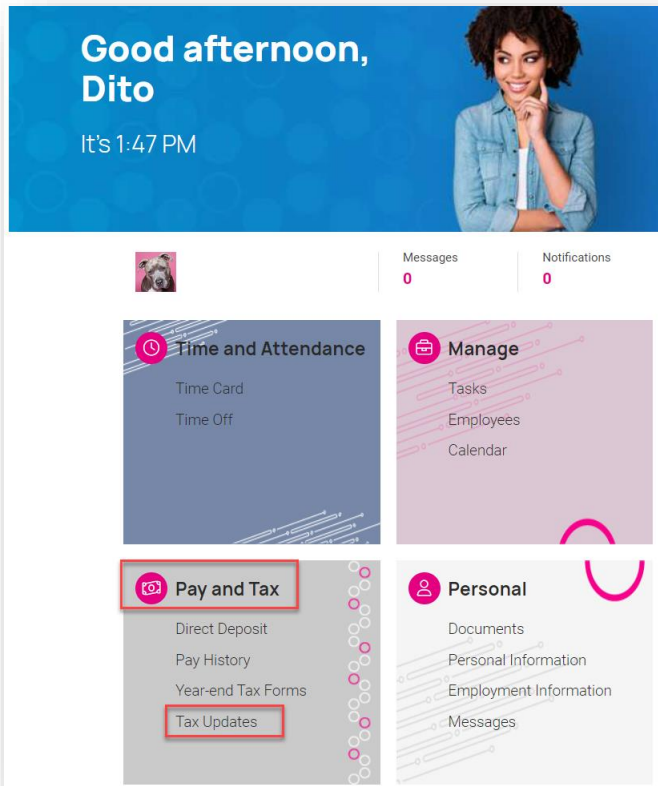 Good afternoon,
Dito
It's 1:47 PM
Messages
0
Notifications
0
Time and Attendance
Time Card
Time Off
Manage
Tasks
Employees
Calendar
Pay and Tax
Direct Deposit
Pay History
Year-end Tax Forms
Tax Updates
Personal
Documents
Personal Information
Employment Information
Messages